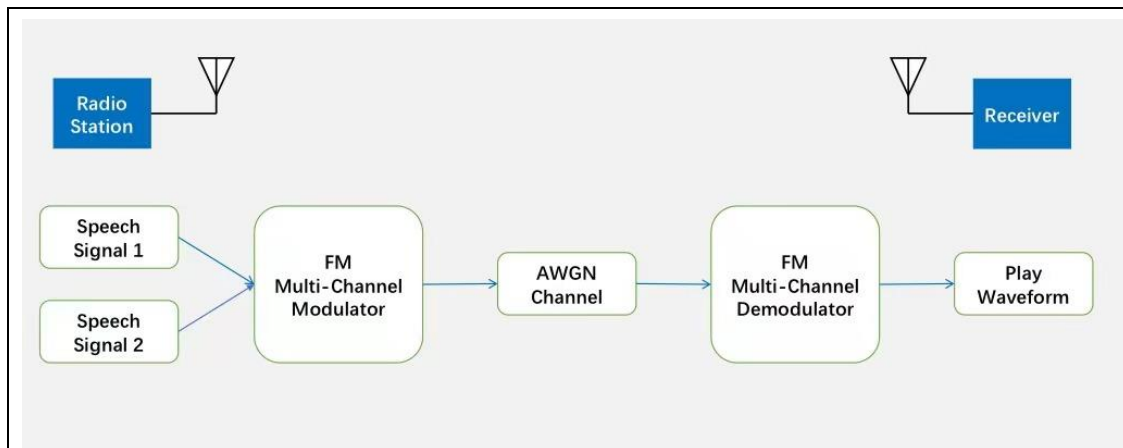 Radio
Station
Receiver
Speech
Signal 1
Speech
Signal 2
FM
Multi-Channel
Modulator
AWGN
Channel
FM
Multi-Channel
Demodulator
Play
Waveform